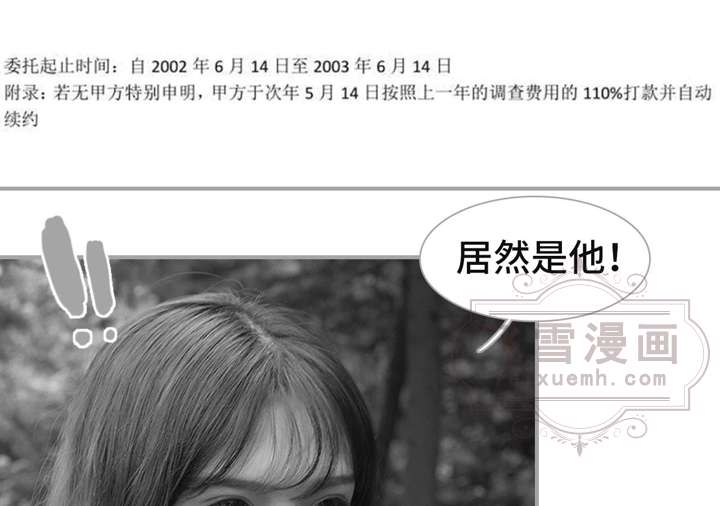 委托起止时间：自 2002 年 6 月 14 日至 2003 年 6 月 14 日
附录：若无甲方特别申明，甲方于次年 5 月 14 日按照上一年的调查费用的 110%打款并自动
续约
!!
居然是他！
雪漫画
xuemh.com